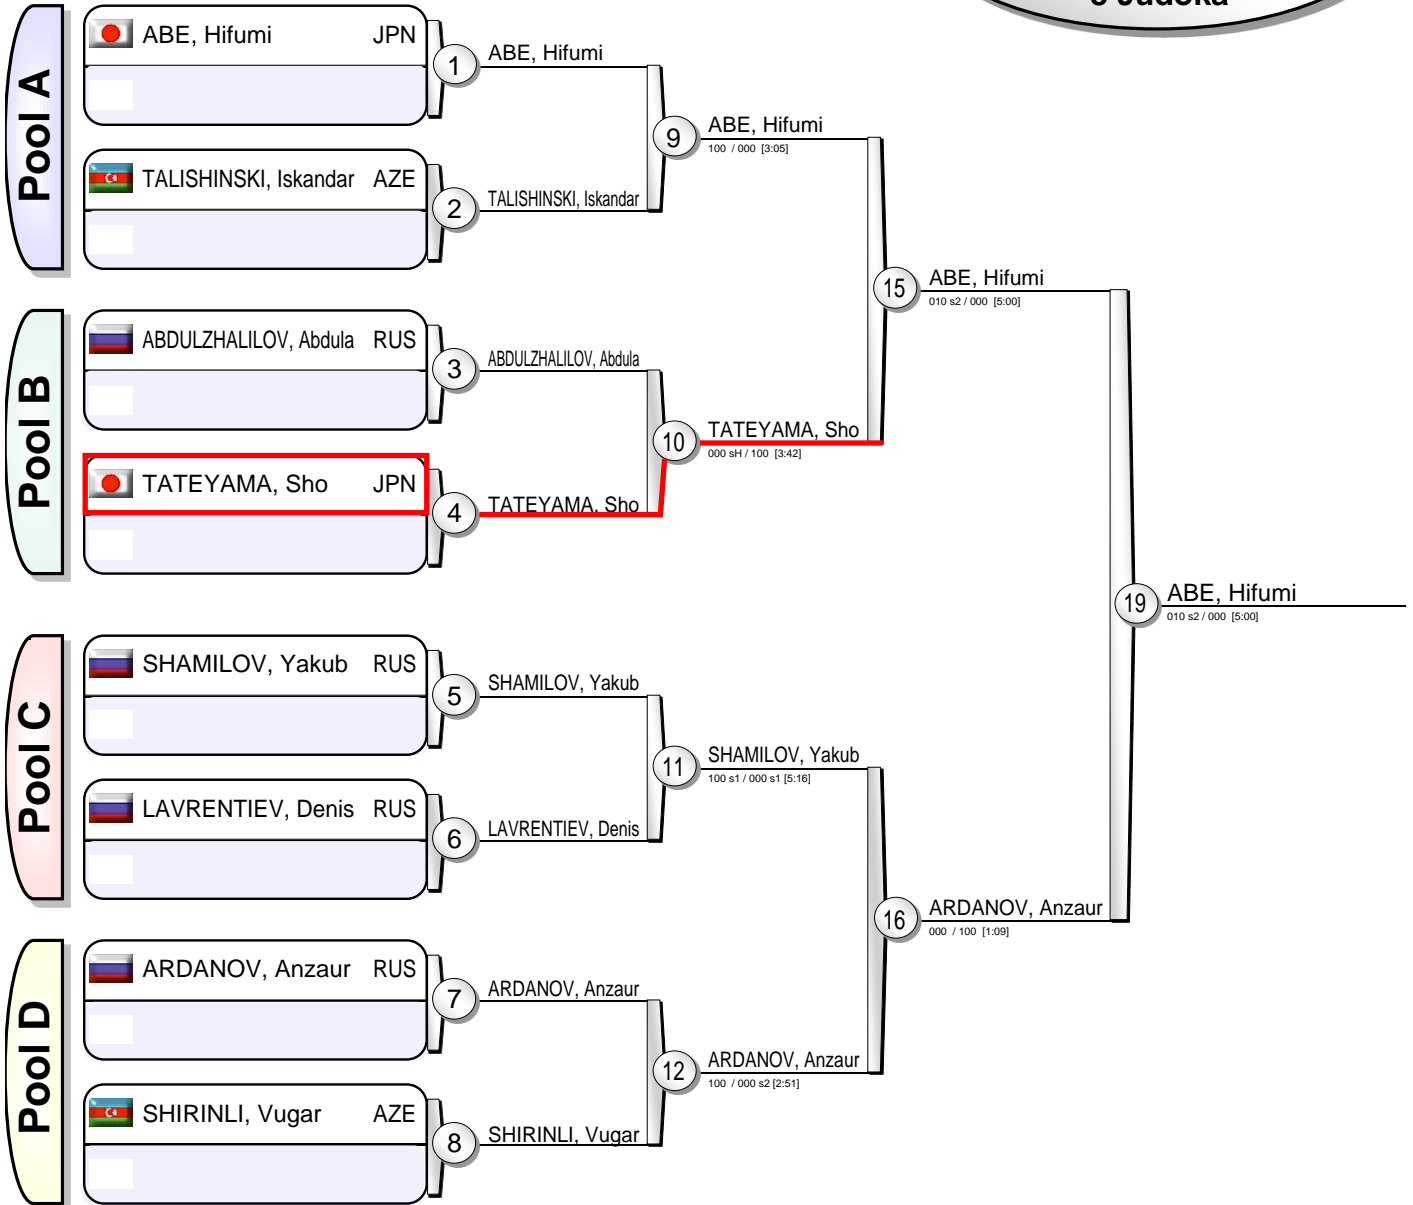 8 Judoka
Pool A
ABE, Hifumi JPN
1
ABE, Hifumi
TALISHINSKI, Iskandar AZE
2
TALISHINSKI, Iskandar
9
ABE, Hifumi
100 / 000 [3:05]
Pool B
ABDULZHALILOV, Abdula RUS
3
ABDULZHALILOV, Abdula
TATEYAMA, Sho JPN
4
TATEYAMA, Sho
10
TATEYAMA, Sho
000 sH / 100 [3:42]
15
ABE, Hifumi
010 s2 / 000 [5:00]
Pool C
SHAMILOV, Yakub RUS
5
SHAMILOV, Yakub
LAVRENTIEV, Denis RUS
6
LAVRENTIEV, Denis
11
SHAMILOV, Yakub
100 s1 / 000 s1 [5:16]
Pool D
ARDANOV, Anzaur RUS
7
ARDANOV, Anzaur
SHIRINLI, Vugar AZE
8
SHIRINLI, Vugar
12
ARDANOV, Anzaur
100 / 000 s2 [2:51]
16
ARDANOV, Anzaur
000 / 100 [1:09]
19
ABE, Hifumi
010 s2 / 000 [5:00]